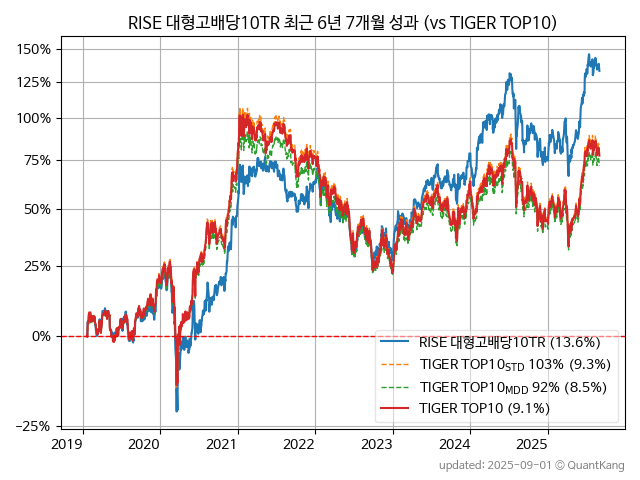 RISE 대형고배당10TR 최근 6년 7개월 성과 (vs TIGER TOP10)
150%
125%
100%
75%
50%
25%
0%
−25%
RISE 대형고배당10TR (13.6%)
TIGER TOP10STD 103% (9.3%)
TIGER TOP10MDD 92% (8.5%)
TIGER TOP10 (9.1%)
2019 2020 2021 2022 2023 2024 2025
updated: 2025-09-01 © QuantKang